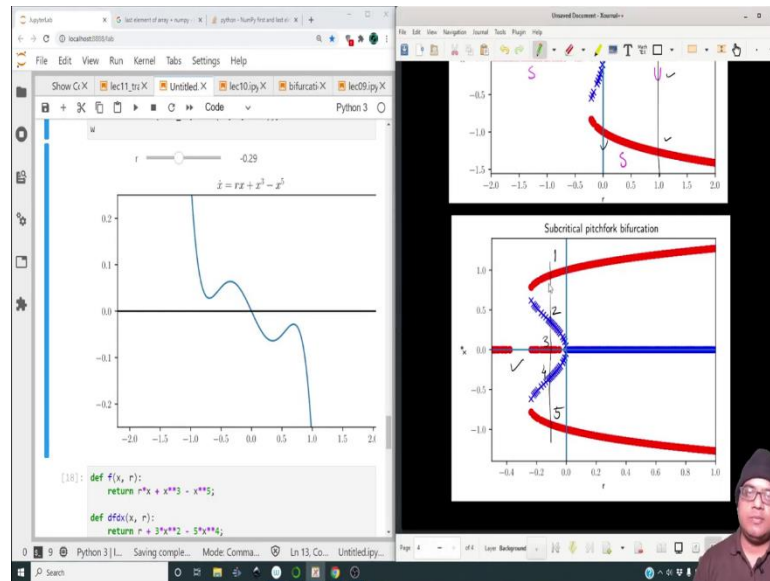 JupyterLab
last element of array + numpy -
python - NumPy first and last el
localhost:8888/lab
File Edit View Run Kernel Tabs Settings Help
Show Co
lec11_tra
Untitled.
lec10.ipy
bifurcati
lec09.ipy
Code
Python 3
w
r
-0.29
ẋ = rx + x³ − x⁵
0.2
0.1
0.0
−0.1
−0.2
−2.0 −1.5 −1.0 −0.5 0.0 0.5 1.0 1.5 2.0
[18]: def f(x, r):
return r*x + x**3 - x**5;
def dfdx(x, r):
return r + 3*x**2 - 5*x**4;
0 9 Python 3 | I... Saving comple... Mode: Comma... Ln 13, Co... Untitled.ipy...
Search
Unsaved Document - Xournal++
File Edit View Navigation Journal Tools Plugin Help
S U
−0.5
−1.0
S
−1.5
−2.0 −1.5 −1.0 −0.5 0.0 0.5 1.0 1.5 2.0
r
Subcritical pitchfork bifurcation
1
1.0
2
0.5
3
0.0
x*
4
−0.5
5
−1.0
−0.4 −0.2 0.0 0.2 0.4 0.6 0.8 1.0
r
Page 4 of 4 Layer Background